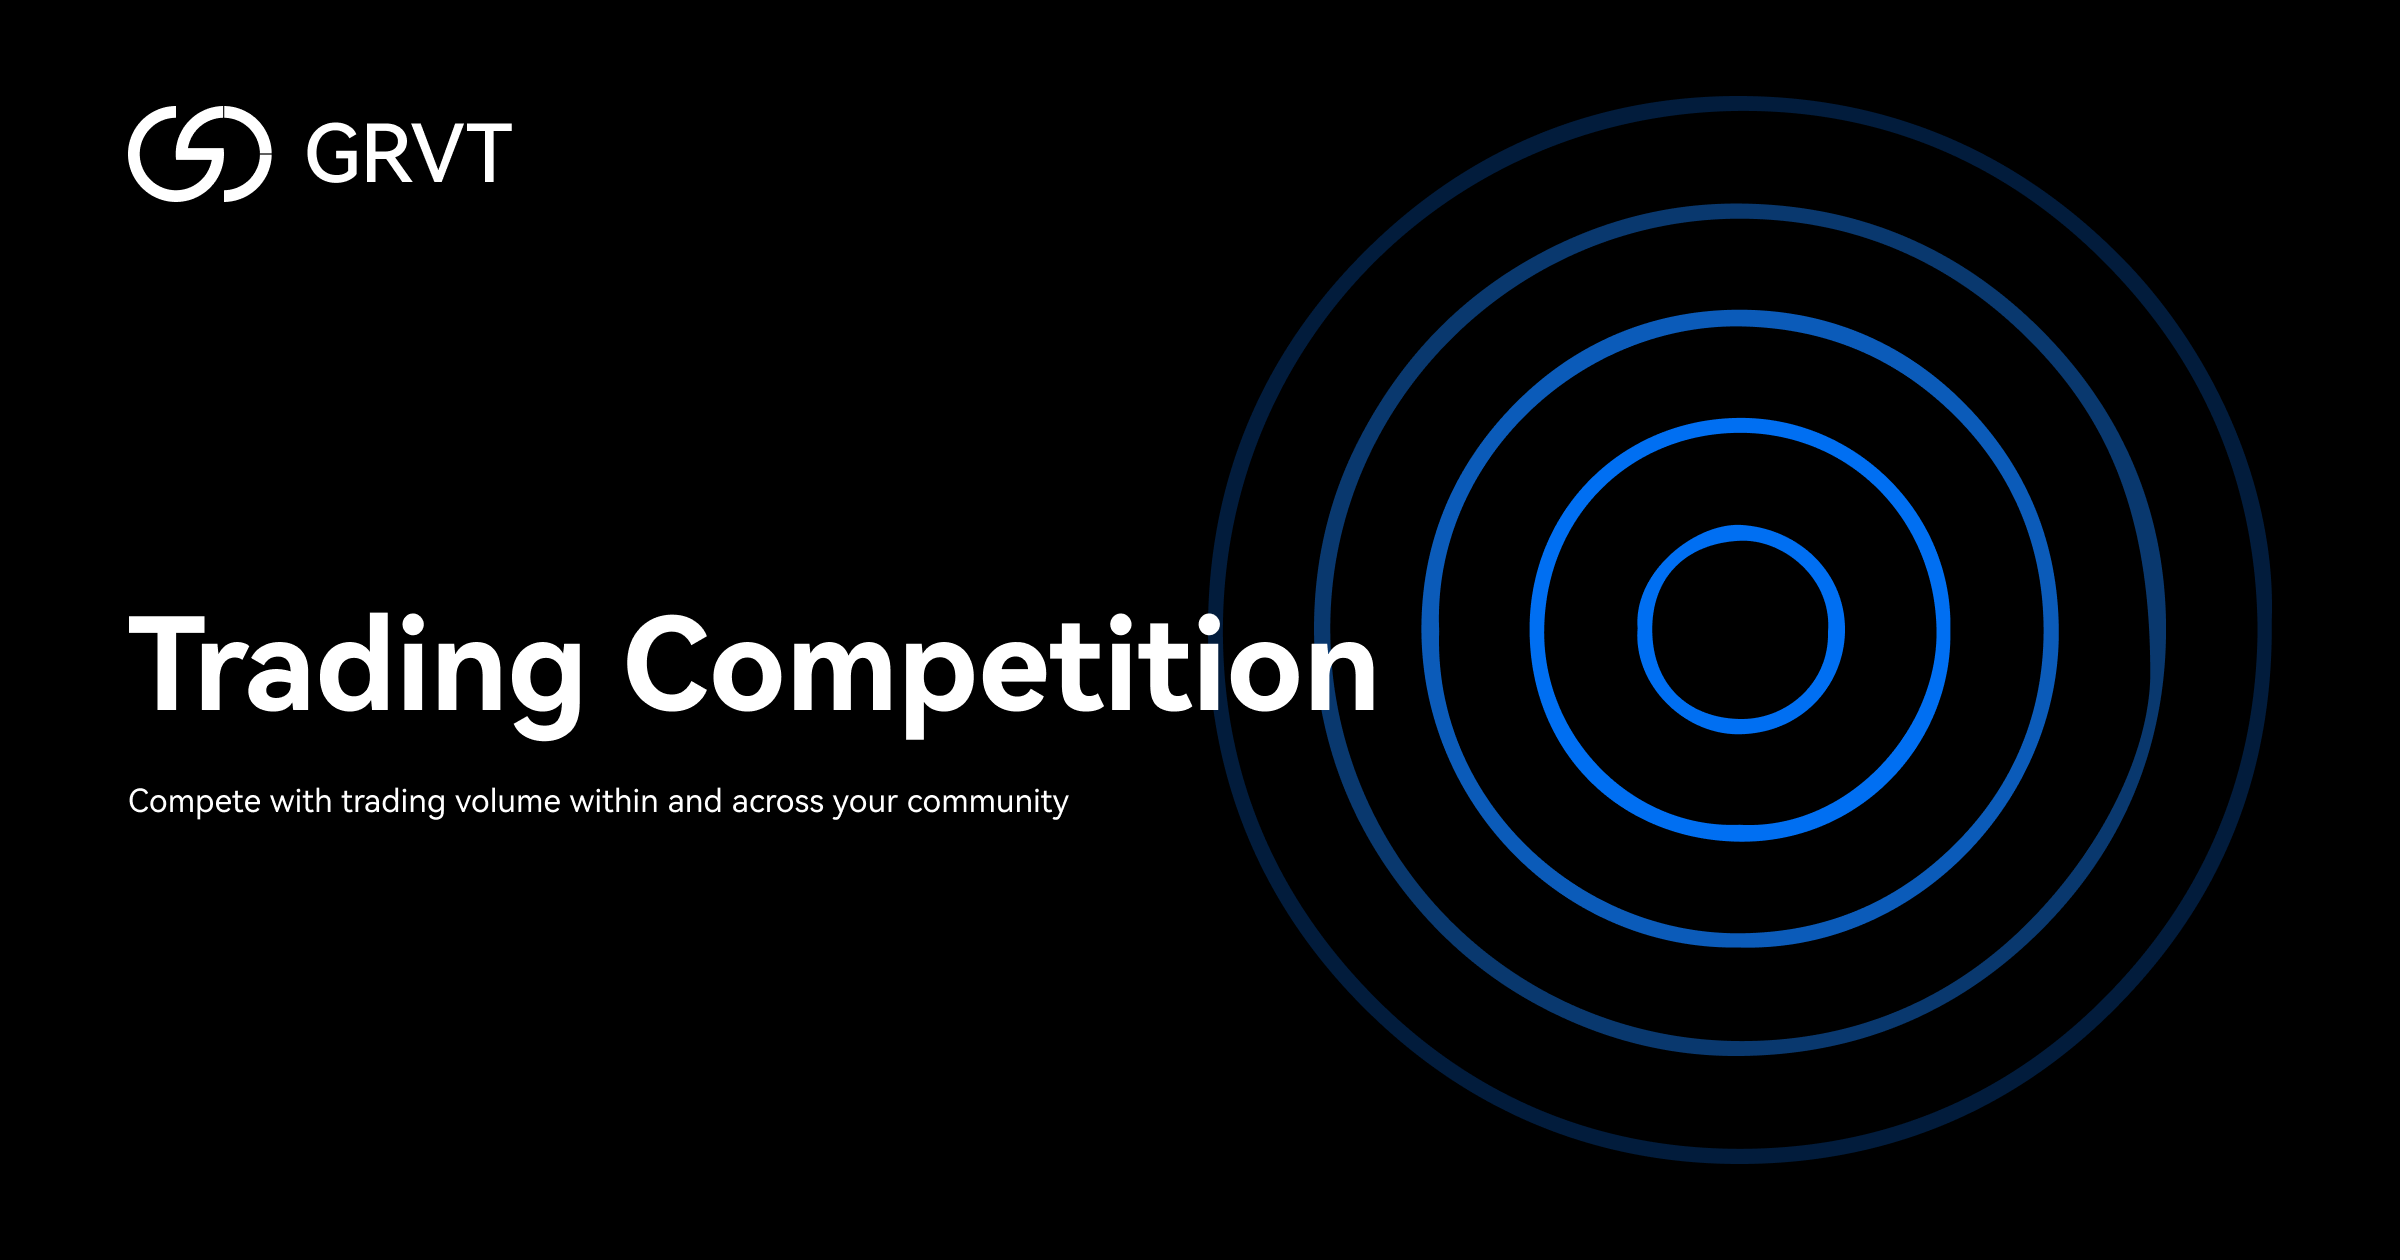 GRVT
Trading Competition
Compete with trading volume within and across your community